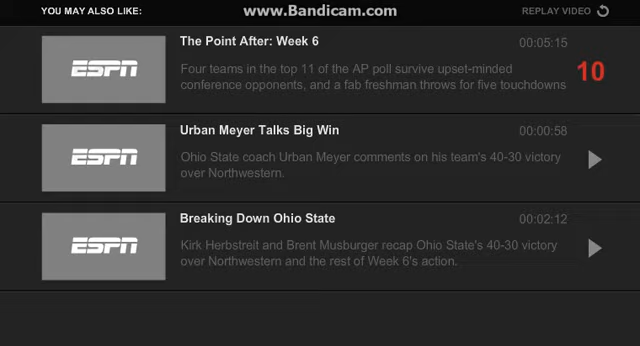 YOU MAY ALSO LIKE:
www.Bandicam.com
REPLAY VIDEO
ESPN
The Point After: Week 6
00:05:15
Four teams in the top 11 of the AP poll survive upset-minded
conference opponents, and a fab freshman throws for five touchdowns
10
ESPN
Urban Meyer Talks Big Win
00:00:58
Ohio State coach Urban Meyer comments on his team's 40-30 victory
over Northwestern.
ESPN
Breaking Down Ohio State
00:02:12
Kirk Herbstreit and Brent Musburger recap Ohio State's 40-30 victory
over Northwestern and the rest of Week 6's action.